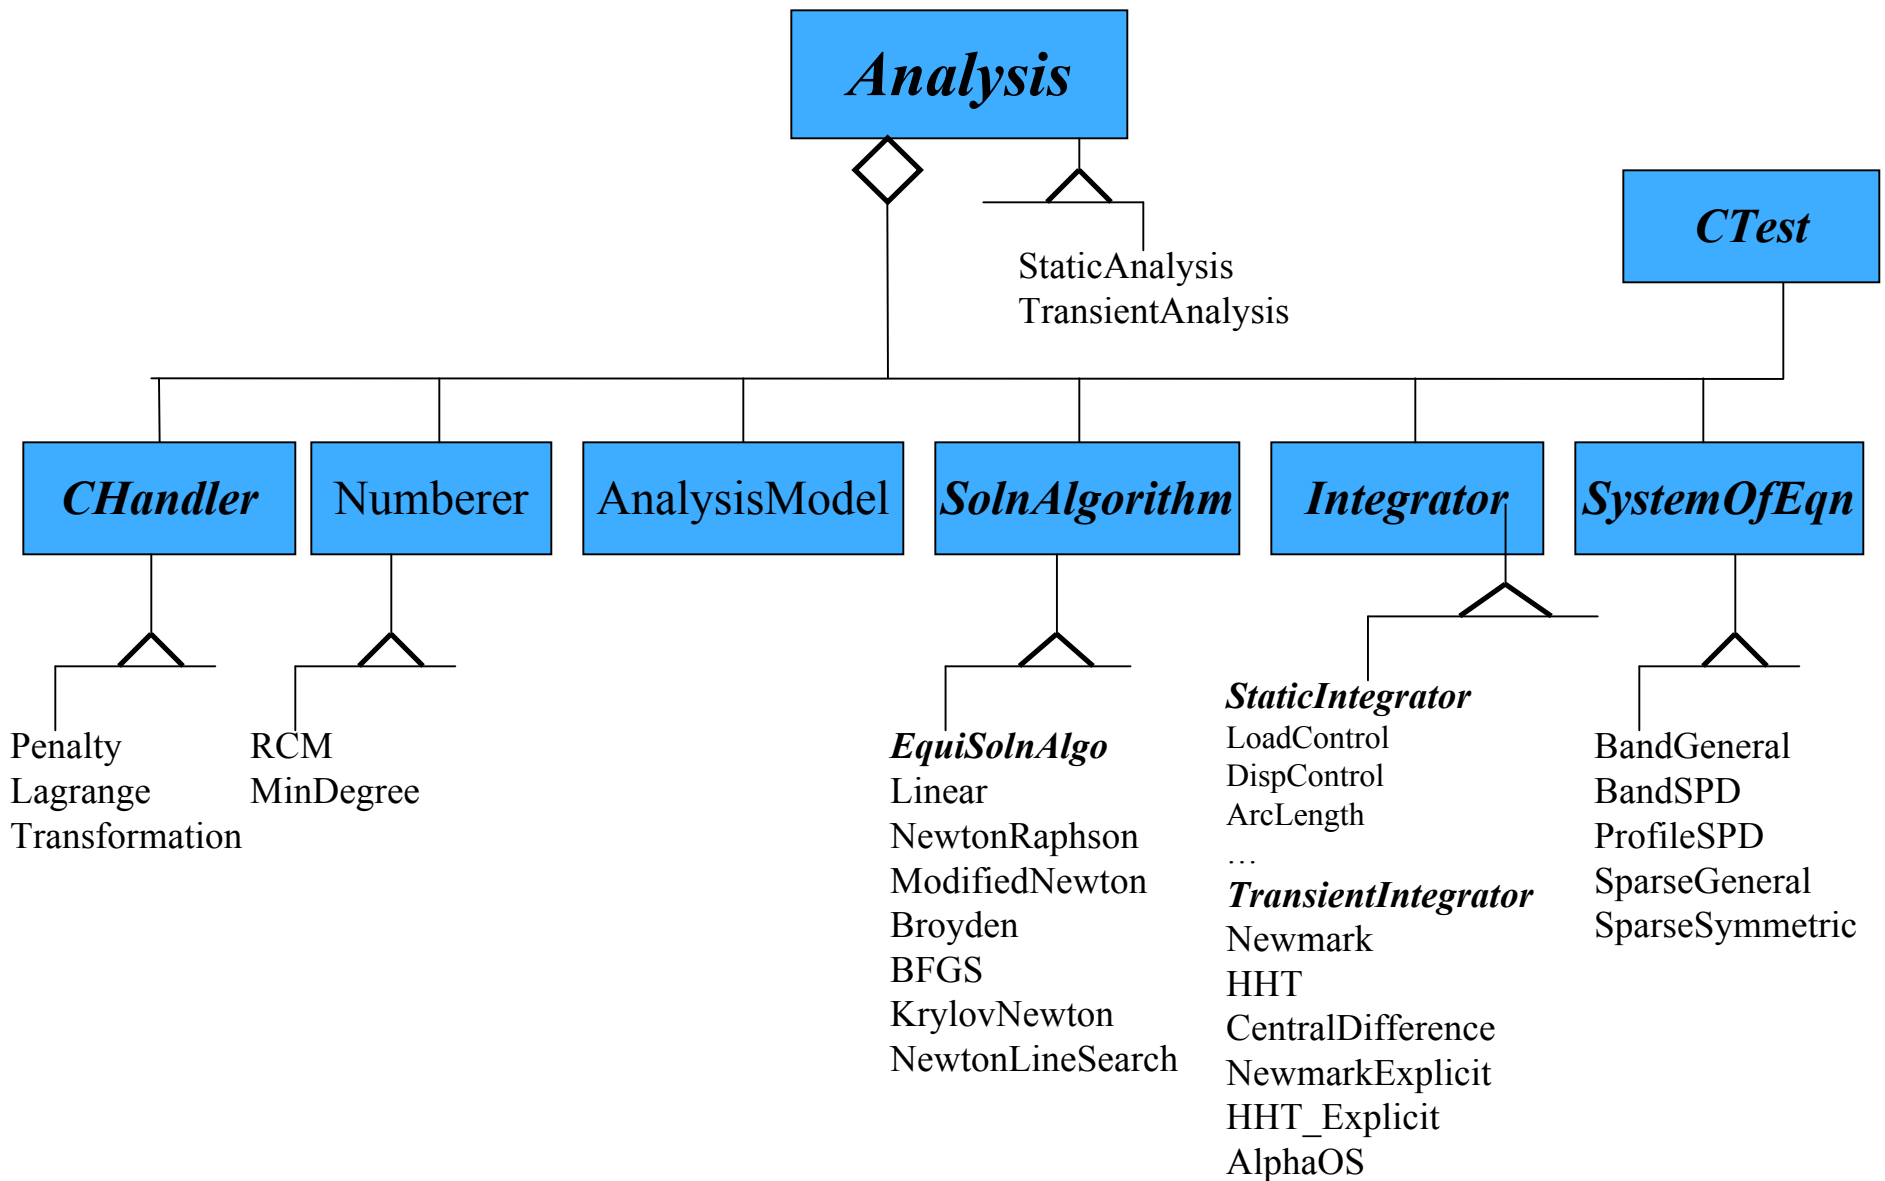 Analysis
CTest
StaticAnalysis
TransientAnalysis
CHandler
Numberer
AnalysisModel
SolnAlgorithm
Integrator
SystemOfEqn
Penalty
Lagrange
Transformation
RCM
MinDegree
EquiSolnAlgo
Linear
NewtonRaphson
ModifiedNewton
Broyden
BFGS
KrylovNewton
NewtonLineSearch
StaticIntegrator
LoadControl
DispControl
ArcLength
…
TransientIntegrator
Newmark
HHT
CentralDifference
NewmarkExplicit
HHT_Explicit
AlphaOS
BandGeneral
BandSPD
ProfileSPD
SparseGeneral
SparseSymmetric